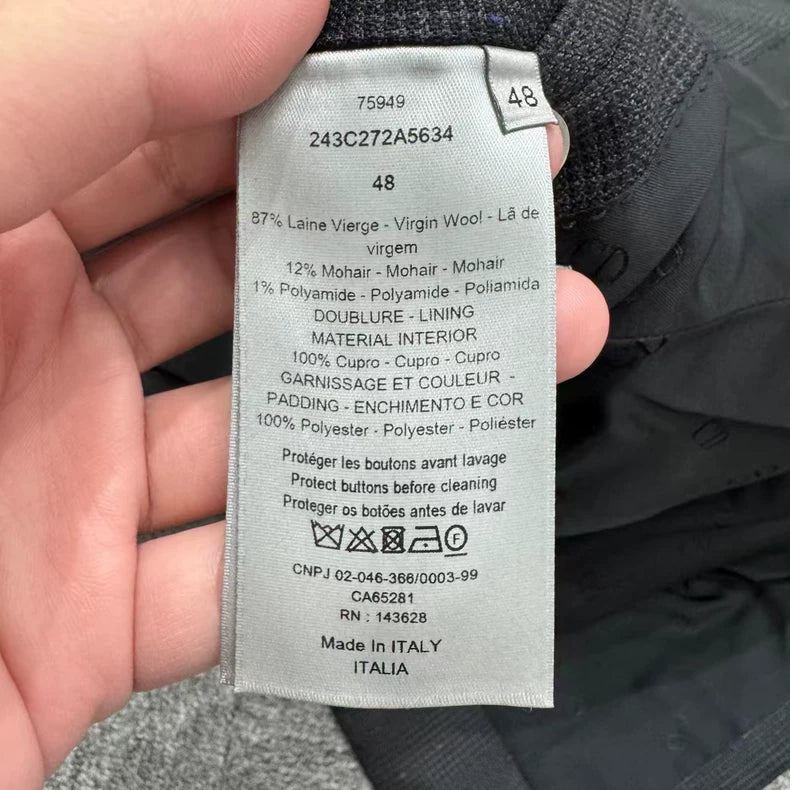 75949
48
243C272A5634
48
87% Laine Vierge - Virgin Wool - Lã de
virgem
12% Mohair - Mohair - Mohair
1% Polyamide - Polyamide - Poliamida
DOUBLURE - LINING
MATERIAL INTERIOR
100% Cupro - Cupro - Cupro
GARNISSAGE ET COULEUR -
PADDING - ENCHIMENTO E COR
100% Polyester - Polyester - Poliéster
Protéger les boutons avant lavage
Protect buttons before cleaning
Proteger os botões antes de lavar
F
CNPJ 02-046-366/0003-99
CA65281
RN : 143628
Made In ITALY
ITALIA